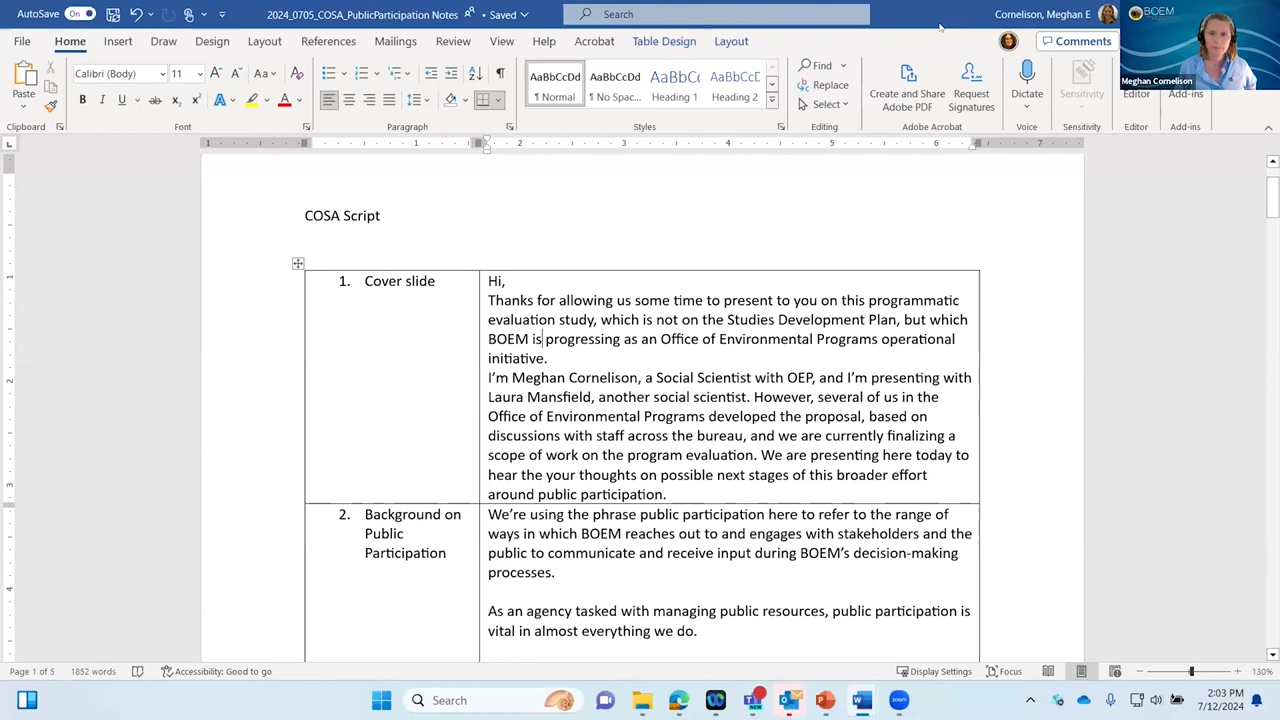 2024_0705_COSA_PublicParticipation Notes • Saved
Search
Cornelison, Meghan E
BOEM
File Home Insert Draw Design Layout References Mailings Review View Help Acrobat Table Design Layout
Comments
Meghan Cornelison
Paste
Calibri (Body) 11
AaBbCcDd AaBbCcDd AaBbCc AaBbCcD
¶ Normal ¶ No Spac... Heading 1 Heading 2
Find
Replace
Select
Create and Share Adobe PDF
Request Signatures
Dictate
Sensitivity
Editor
Add-ins
Clipboard Font Paragraph Styles Editing Adobe Acrobat Voice Sensitivity Editor Add-ins
1 1 2 3 4 5 6 7
COSA Script
1. Cover slide
Hi,
Thanks for allowing us some time to present to you on this programmatic
evaluation study, which is not on the Studies Development Plan, but which
BOEM is progressing as an Office of Environmental Programs operational
initiative.
I’m Meghan Cornelison, a Social Scientist with OEP, and I’m presenting with
Laura Mansfield, another social scientist. However, several of us in the
Office of Environmental Programs developed the proposal, based on
discussions with staff across the bureau, and we are currently finalizing a
scope of work on the program evaluation. We are presenting here today to
hear the your thoughts on possible next stages of this broader effort
around public participation.
2. Background on
Public
Participation
We’re using the phrase public participation here to refer to the range of
ways in which BOEM reaches out to and engages with stakeholders and the
public to communicate and receive input during BOEM’s decision-making
processes.
As an agency tasked with managing public resources, public participation is
vital in almost everything we do.
Page 1 of 5 1852 words Accessibility: Good to go Display Settings Focus 130%
Search
2:03 PM
7/12/2024